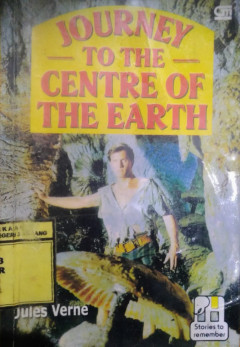 JOURNEY
TO THE
CENTRE OF
THE EARTH
Jules Verne
Stories to
remember